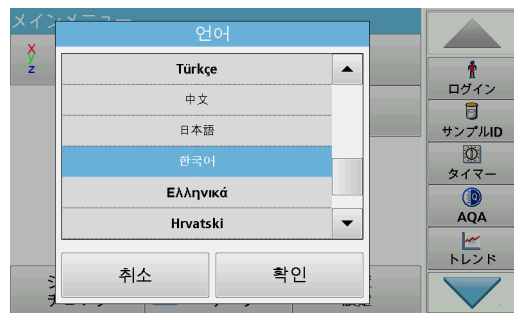 メインメニュー
언어
x
y
z
Türkçe
中文
日本語
한국어
Ελληνικά
Hrvatski
취소
확인
ログイン
サンプルID
タイマー
AQA
トレンド